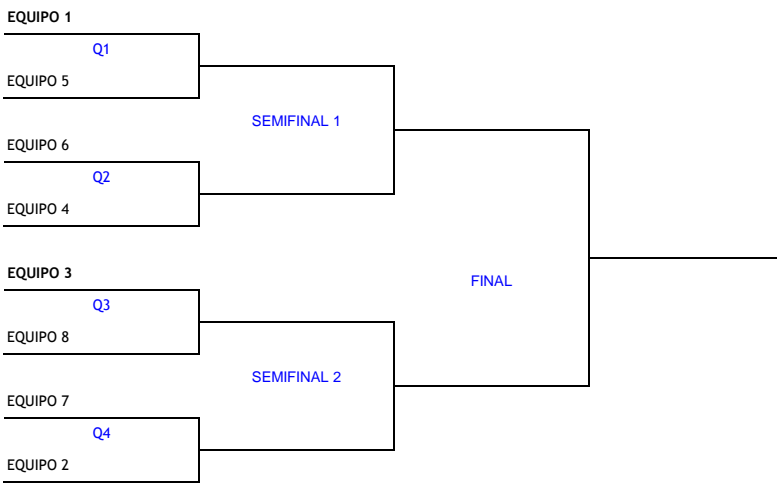 EQUIPO 1
Q1
EQUIPO 5
SEMIFINAL 1
EQUIPO 6
Q2
EQUIPO 4
EQUIPO 3
FINAL
Q3
EQUIPO 8
SEMIFINAL 2
EQUIPO 7
Q4
EQUIPO 2